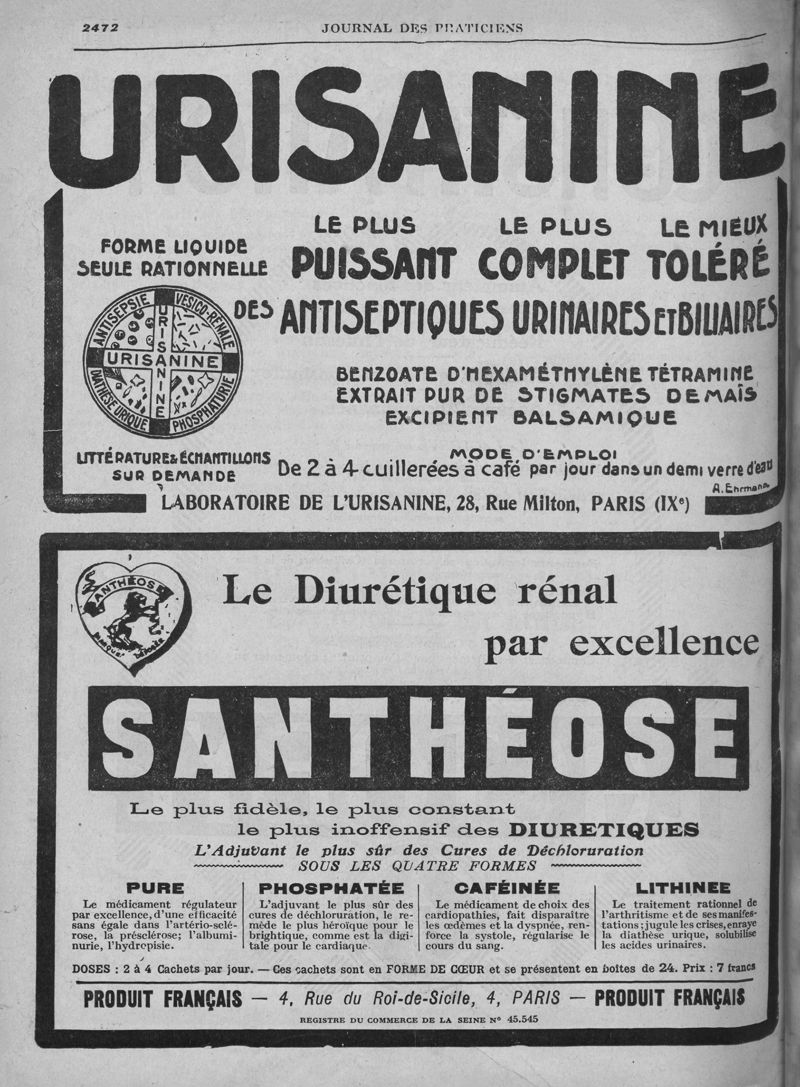 2472
JOURNAL DES PRATICIENS
URISANINE
FORME LIQUIDE
SEULE RATIONNELLE
LE PLUS LE PLUS LE MIEUX
PUISSANT COMPLET TOLÉRÉ
DES ANTISEPTIQUES URINAIRES ET BILIAIRES
ANTISEPSIE VESICO-RÉNALE
DIATHÈSE URIQUE PHOSPHATURIE
URISANINE
URISANINE
BENZOATE D'HEXAMÉTHYLÈNE TÉTRAMINE
EXTRAIT PUR DE STIGMATES DE MAÏS
EXCIPIENT BALSAMIQUE
LITTÉRATURE & ÉCHANTILLONS
SUR DEMANDE
MODE D'EMPLOI
De 2 à 4 cuillerées à café par jour dans un demi verre d'eau
A. Ehrmann
LABORATOIRE DE L'URISANINE, 28, Rue Milton, PARIS (IXe)
SANTHÉOSE
MARQUE DÉPOSÉE
Le Diurétique rénal
par excellence
SANTHÉOSE
Le plus fidèle, le plus constant
le plus inoffensif des DIURETIQUES
L'Adjuvant le plus sûr des Cures de Déchloruration
SOUS LES QUATRE FORMES
PURE
Le médicament régulateur
par excellence, d'une efficacité
sans égale dans l'artério-sclé-
rose, la présclérose; l'albumi-
nurie, l'hydropisie.
PHOSPHATÉE
L'adjuvant le plus sûr des
cures de déchloruration, le re-
mède le plus héroïque pour le
brightique, comme est la digi-
tale pour le cardiaque.
CAFÉINÉE
Le médicament de choix des
cardiopathies, fait disparaître
les œdèmes et la dyspnée, ren-
force la systole, régularise le
cours du sang.
LITHINEE
Le traitement rationnel de
l'arthritisme et de ses manifes-
tations; jugule les crises, enraye
la diathèse urique, solubilise
les acides urinaires.
DOSES : 2 à 4 Cachets par jour. — Ces cachets sont en FORME DE CŒUR et se présentent en boîtes de 24. Prix : 7 francs
PRODUIT FRANÇAIS — 4, Rue du Roi-de-Sicile, 4, PARIS — PRODUIT FRANÇAIS
REGISTRE DU COMMERCE DE LA SEINE N° 45.545